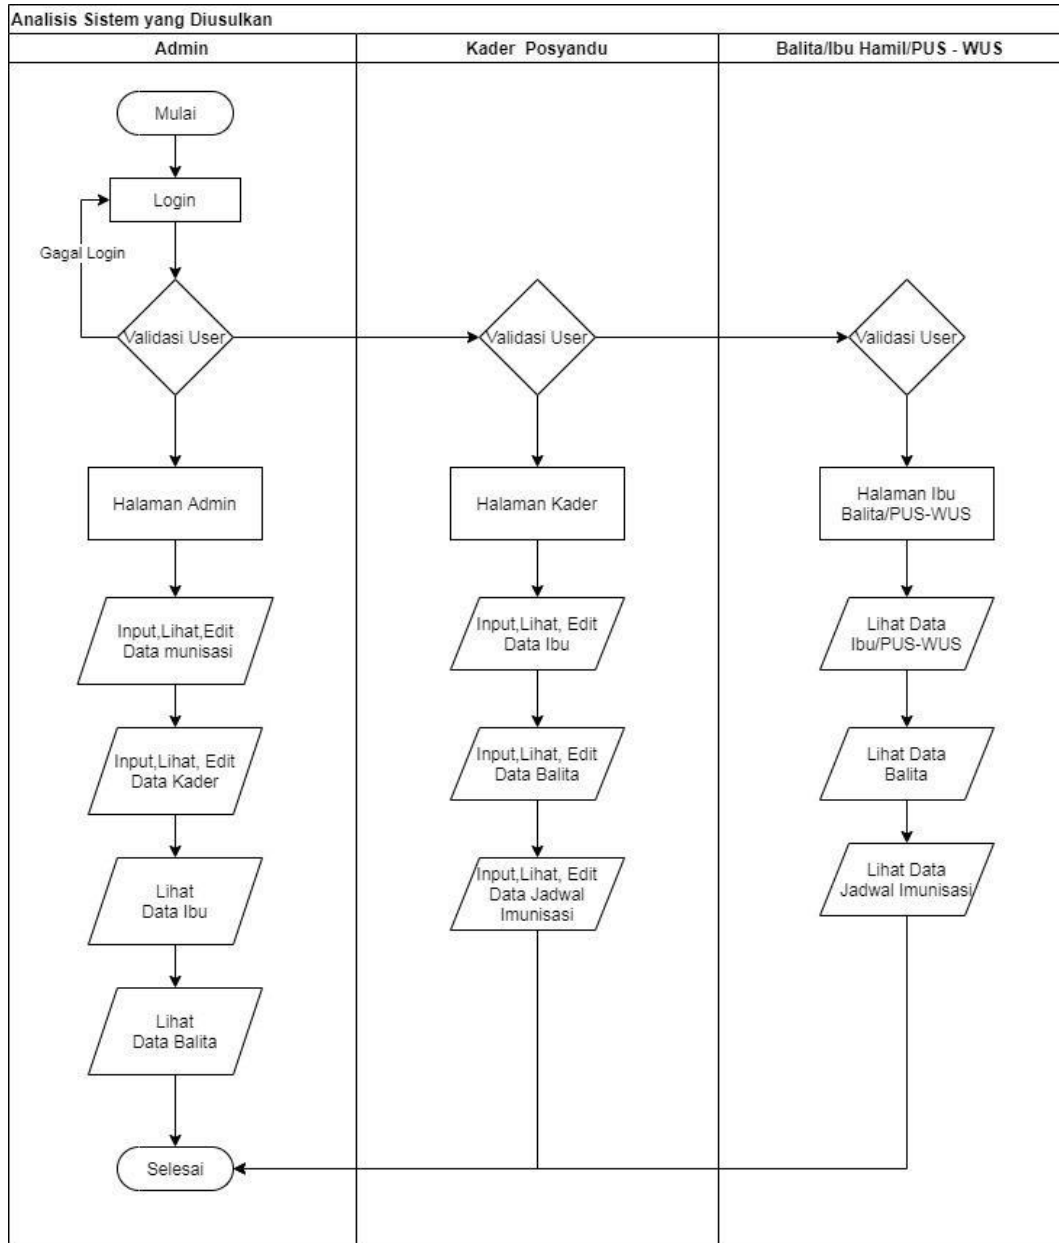 Analisis Sistem yang Diusulkan
Admin
Kader Posyandu
Balita/Ibu Hamil/PUS - WUS
Mulai
Login
Gagal Login
Validasi User
Validasi User
Validasi User
Halaman Admin
Halaman Kader
Halaman Ibu
Balita/PUS-WUS
Input,Lihat,Edit
Data munisasi
Input,Lihat, Edit
Data Ibu
Lihat Data
Ibu/PUS-WUS
Input,Lihat, Edit
Data Kader
Input,Lihat, Edit
Data Balita
Lihat Data
Balita
Lihat
Data Ibu
Input,Lihat, Edit
Data Jadwal
Imunisasi
Lihat Data
Jadwal Imunisasi
Lihat
Data Balita
Selesai